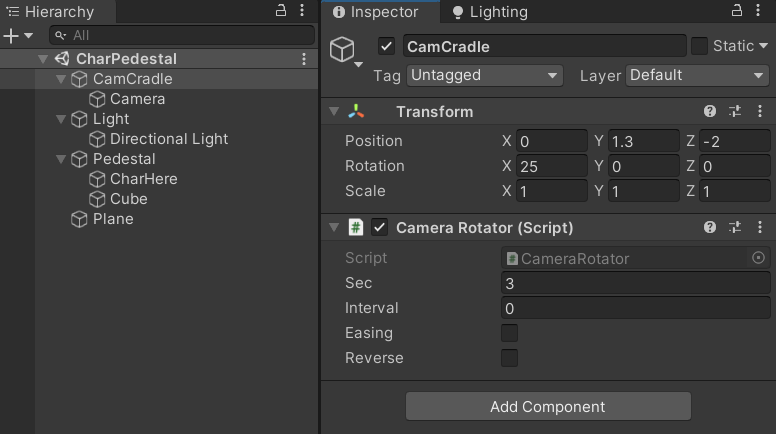 Hierarchy
All
CharPedestal
CamCradle
Camera
Light
Directional Light
Pedestal
CharHere
Cube
Plane
Inspector Lighting
CamCradle Static
Tag Untagged Layer Default
Transform
Position X 0 Y 1.3 Z -2
Rotation X 25 Y 0 Z 0
Scale X 1 Y 1 Z 1
Camera Rotator (Script)
Script CameraRotator
Sec 3
Interval 0
Easing
Reverse
Add Component